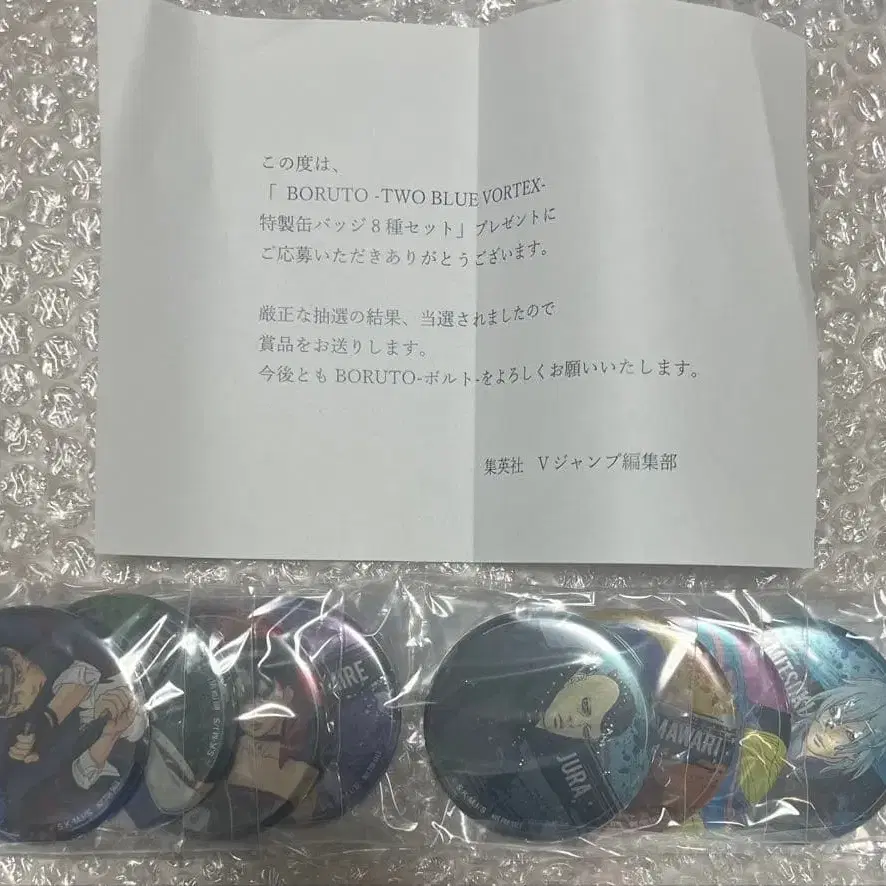 この度は、
「 BORUTO -TWO BLUE VORTEX-
特製缶バッジ8種セット」プレゼントに
ご応募いただきありがとうございます。
厳正な抽選の結果、当選されましたので
賞品をお送りします。
今後とも BORUTO-ボルト-をよろしくお願いいたします。
集英社 Vジャンプ編集部
AIRE
JURA
MAWARI
MITSU